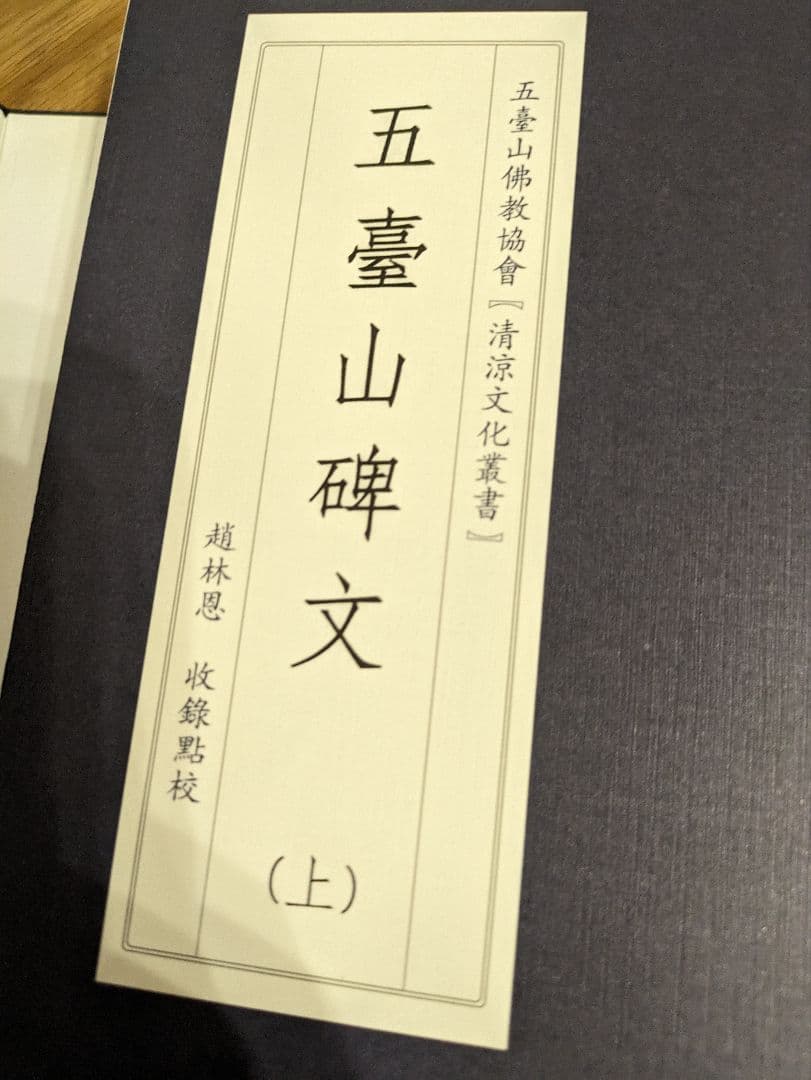 五臺山佛教協會【清涼文化叢書】
五臺山碑文（上）
趙林恩 收錄點校